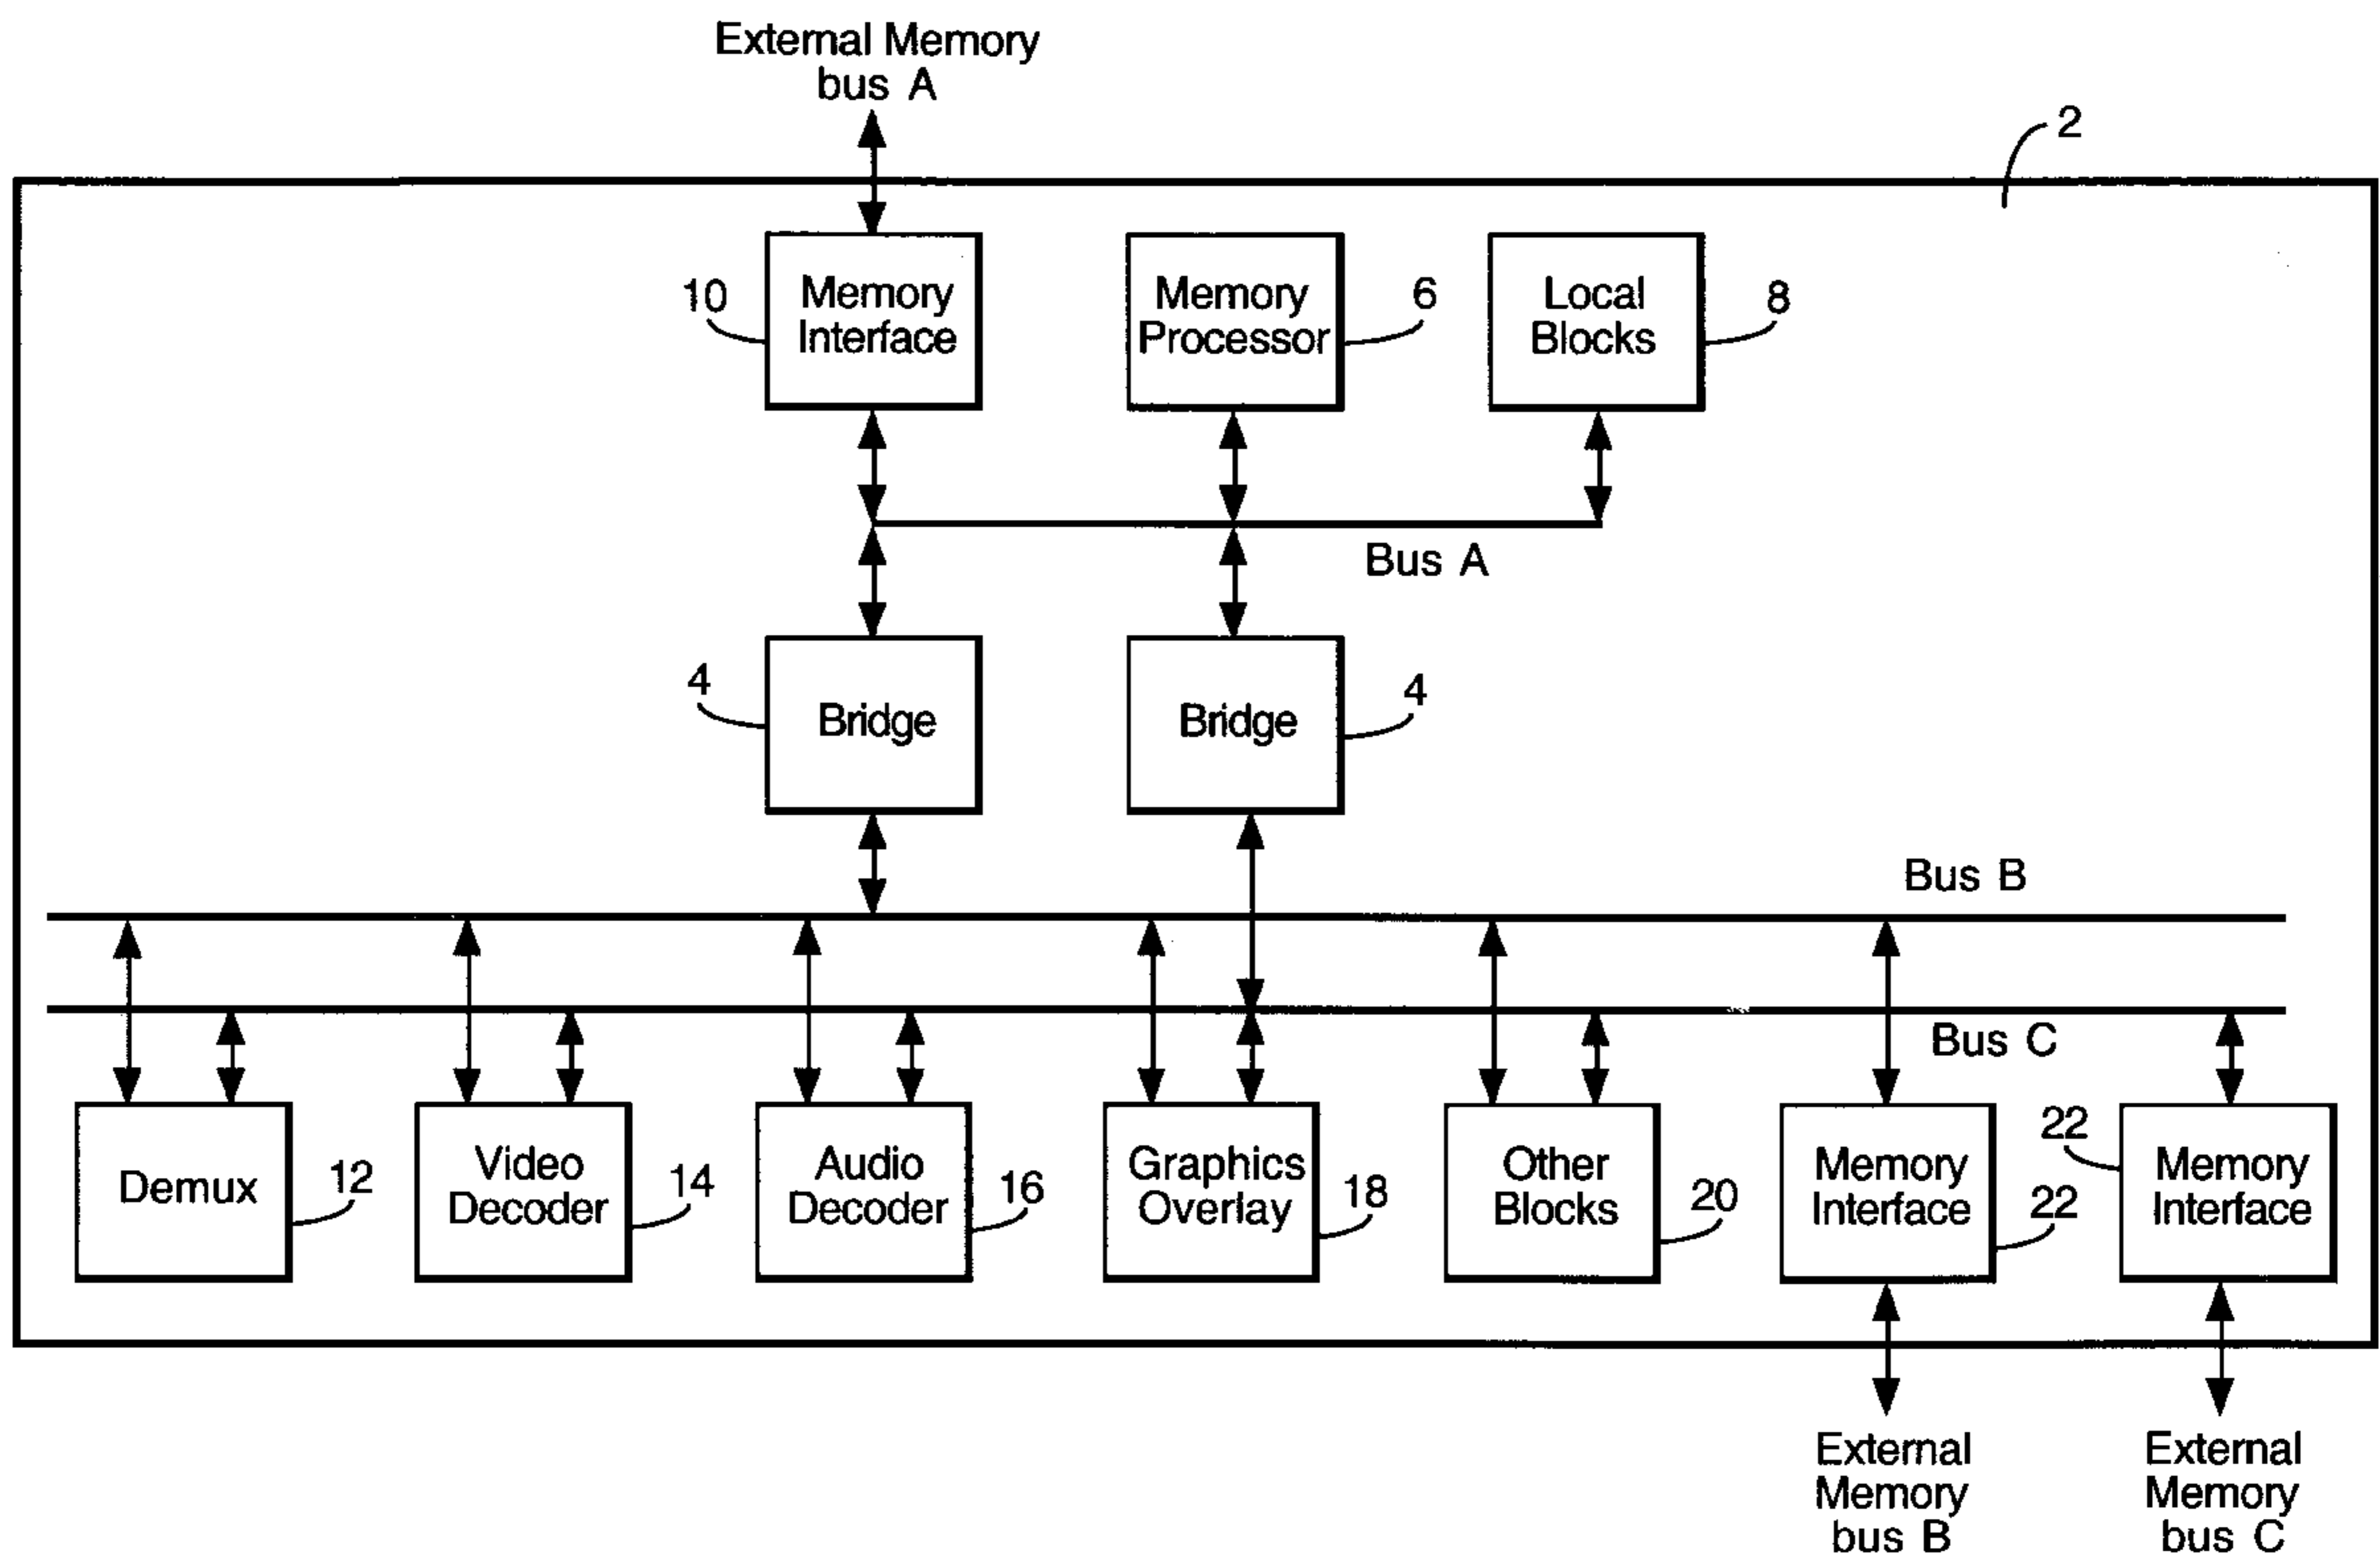 External Memory
bus A
2
10
Memory
Interface
Memory
Processor
6
Local
Blocks
8
Bus A
4
Bridge
Bridge
4
Bus B
Bus C
Demux
12
Video
Decoder
14
Audio
Decoder
16
Graphics
Overlay
18
Other
Blocks
20
Memory
Interface
22
22
Memory
Interface
External
Memory
bus B
External
Memory
bus C